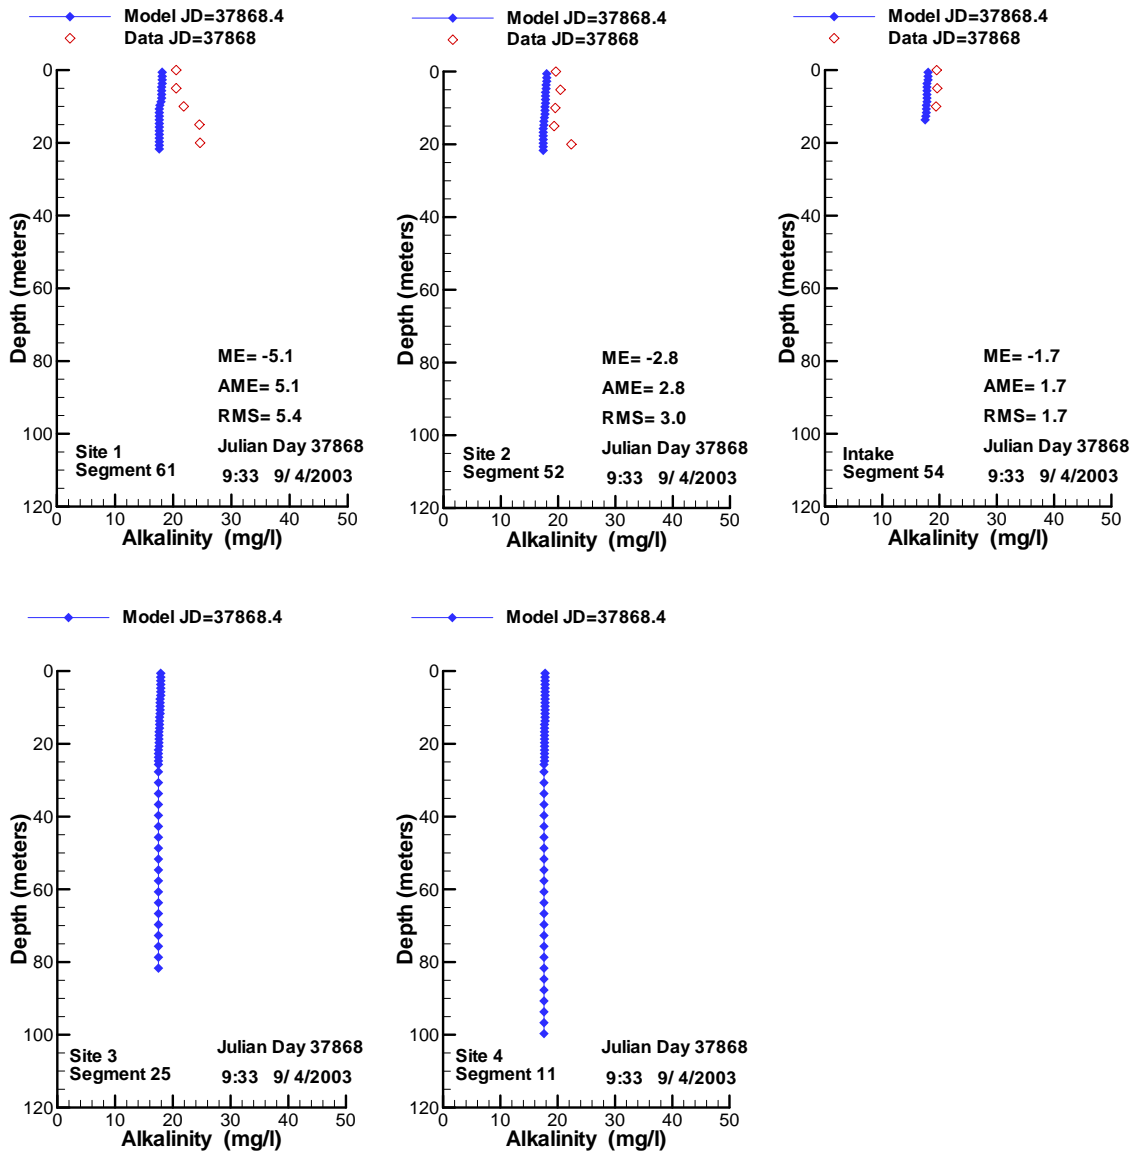 Model JD=37868.4
Data JD=37868
0
20
40
60
80
100
120
Depth (meters)
ME= -5.1
AME= 5.1
RMS= 5.4
Julian Day 37868
9:33 9/ 4/2003
Site 1
Segment 61
0 10 20 30 40 50
Alkalinity (mg/l)
Model JD=37868.4
Data JD=37868
0
20
40
60
80
100
120
Depth (meters)
ME= -2.8
AME= 2.8
RMS= 3.0
Julian Day 37868
9:33 9/ 4/2003
Site 2
Segment 52
0 10 20 30 40 50
Alkalinity (mg/l)
Model JD=37868.4
Data JD=37868
0
20
40
60
80
100
120
Depth (meters)
ME= -1.7
AME= 1.7
RMS= 1.7
Julian Day 37868
9:33 9/ 4/2003
Intake
Segment 54
0 10 20 30 40 50
Alkalinity (mg/l)
Model JD=37868.4
0
20
40
60
80
100
120
Depth (meters)
Julian Day 37868
9:33 9/ 4/2003
Site 3
Segment 25
0 10 20 30 40 50
Alkalinity (mg/l)
Model JD=37868.4
0
20
40
60
80
100
120
Depth (meters)
Julian Day 37868
9:33 9/ 4/2003
Site 4
Segment 11
0 10 20 30 40 50
Alkalinity (mg/l)